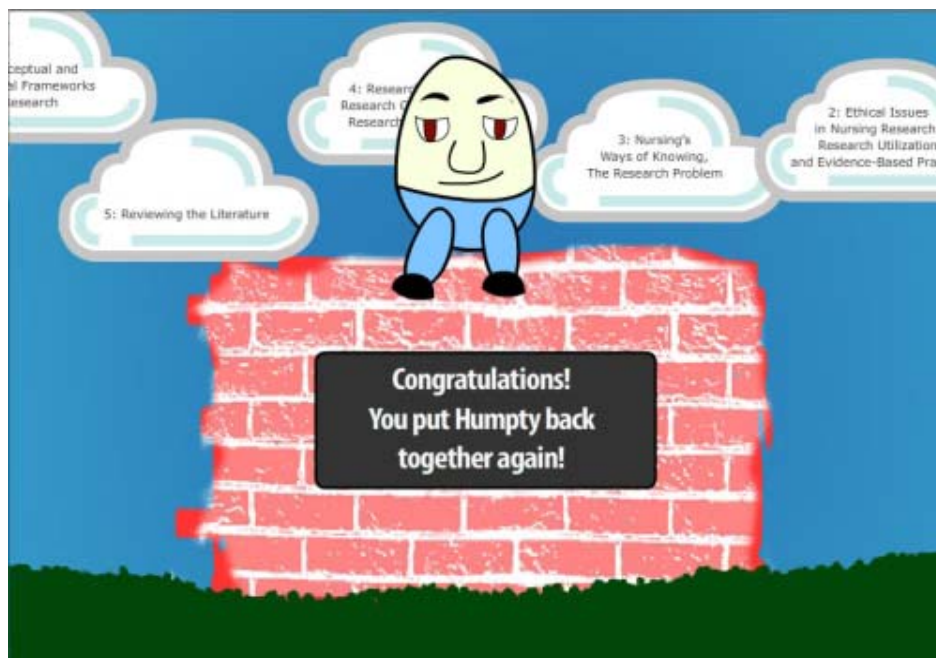 ceptual and
al Frameworks
Research
4: Resear
Research
Research
2: Ethical Issues
in Nursing Research
Research Utilization
and Evidence-Based Pra
3: Nursing's
Ways of Knowing,
The Research Problem
5: Reviewing the Literature
Congratulations!
You put Humpty back
together again!